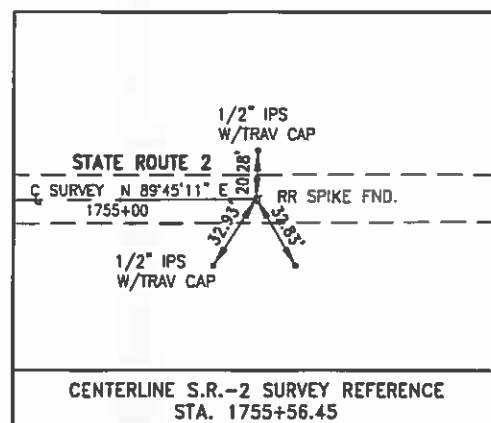 1/2" IPS
W/TRAV CAP
STATE ROUTE 2
20.28'
℄ SURVEY N 89°45'11" E
RR SPIKE FND.
1755+00
32.93'
34.83'
1/2" IPS
W/TRAV CAP
CENTERLINE S.R.-2 SURVEY REFERENCE
STA. 1755+56.45